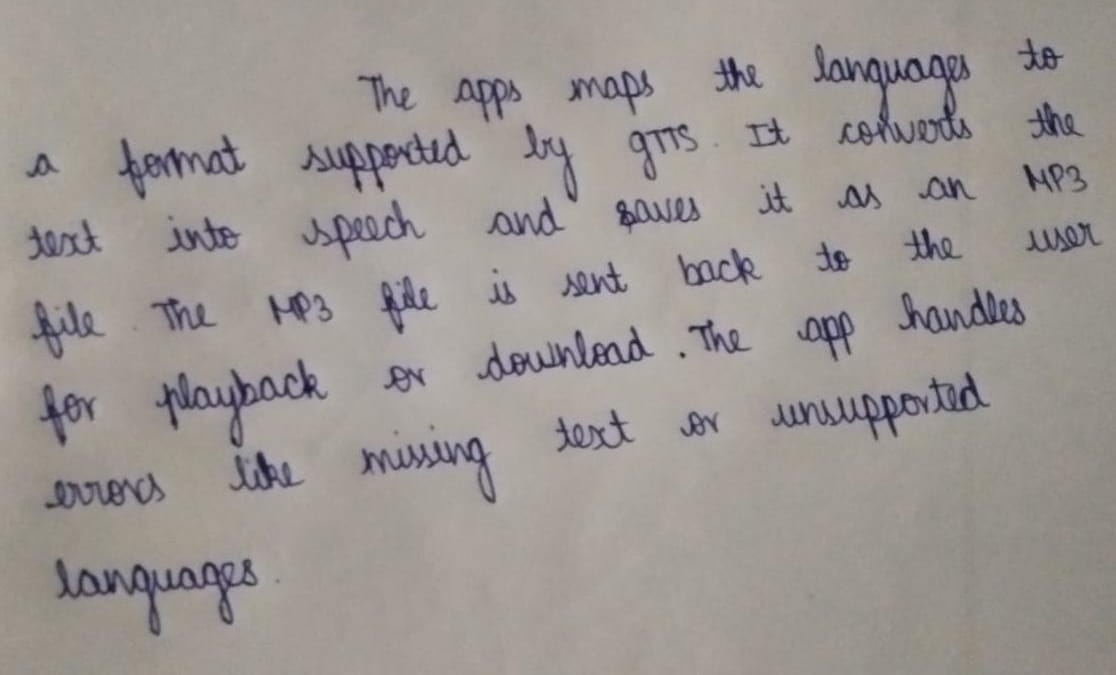 The apps maps the languages to
a format supported by gTTS. It converts the
text into speech and saves it as an MP3
file. The MP3 file is sent back to the user
for playback or download. The app handles
errors like missing text or unsupported
languages.